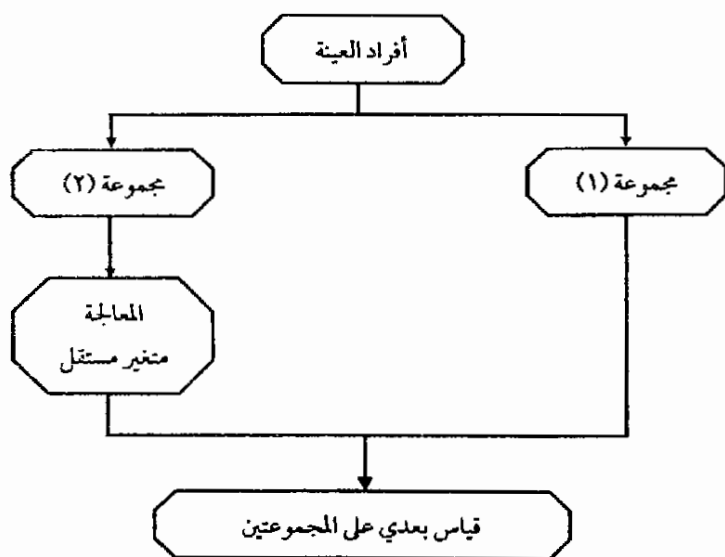 أفراد العينة
مجموعة (١)
مجموعة (٢)
المعالجة
متغير مستقل
قياس بعدي على المجموعتين